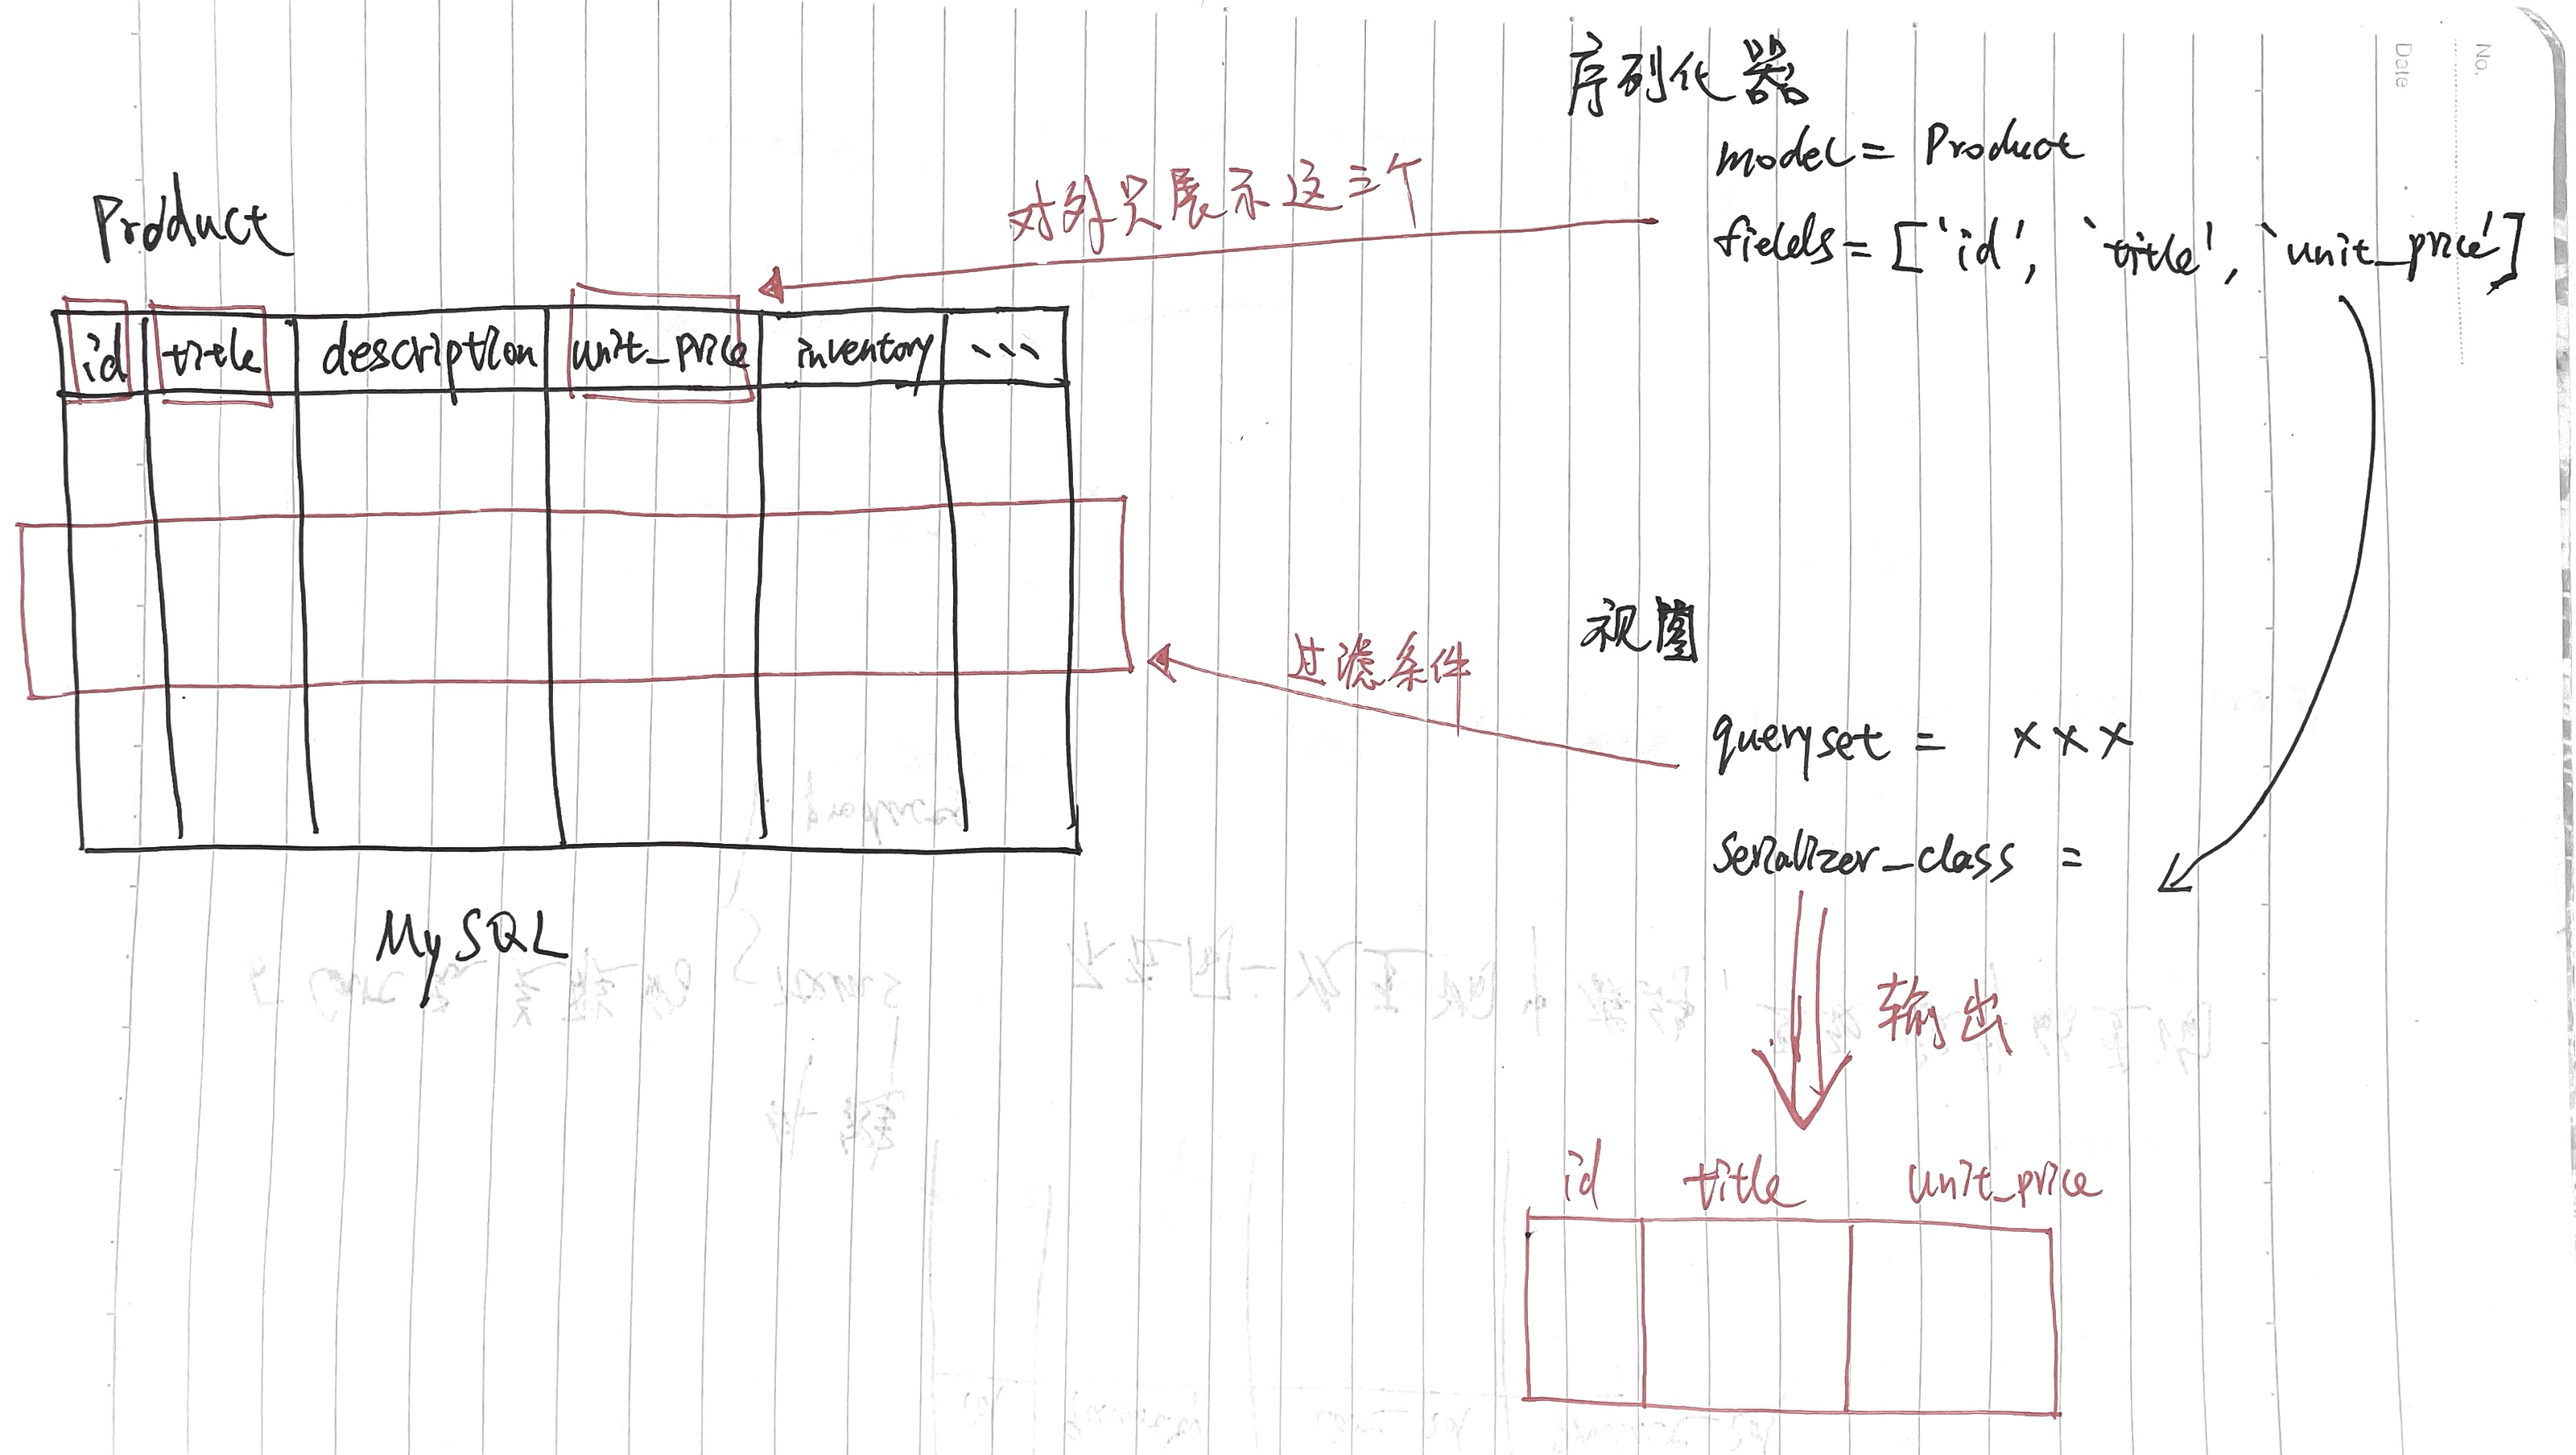 No.
Date
序列化器
model = Product
fields = ['id', 'title', 'unit_price']
对外只展示这三个
Product
id title description unit_price inventory ...
视图
过滤条件
queryset = xxx
serializer_class =
MySQL
输出
id title unit_price